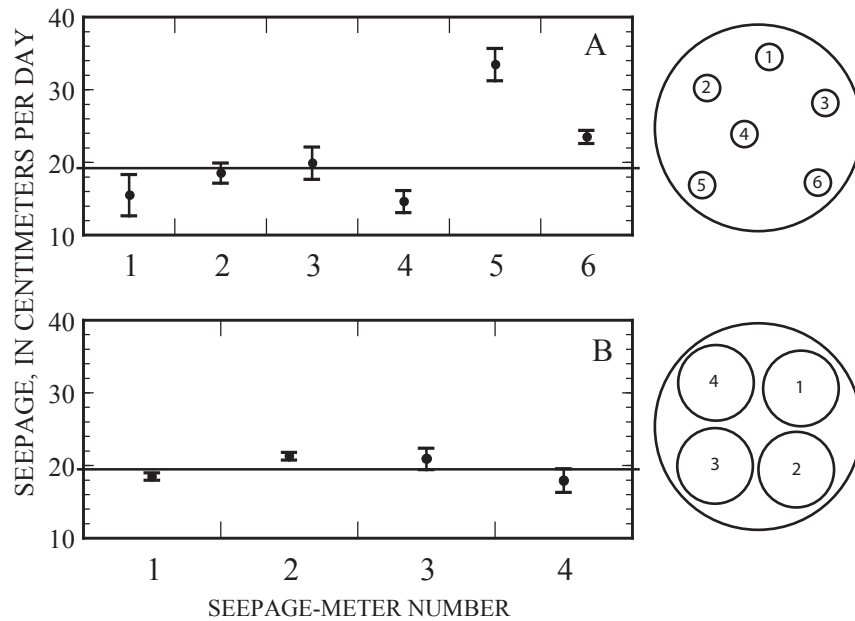 SEEPAGE, IN CENTIMETERS PER DAY
A
40
30
20
10
1 2 3 4 5 6
1
2
3
4
5
6
B
40
30
20
10
1 2 3 4
4 1
3 2
SEEPAGE-METER NUMBER